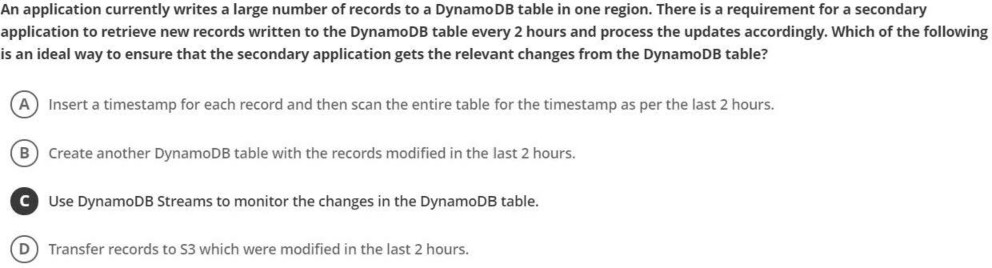 An application currently writes a large number of records to a DynamoDB table in one region. There is a requirement for a secondary
application to retrieve new records written to the DynamoDB table every 2 hours and process the updates accordingly. Which of the following
is an ideal way to ensure that the secondary application gets the relevant changes from the DynamoDB table?
A Insert a timestamp for each record and then scan the entire table for the timestamp as per the last 2 hours.
B Create another DynamoDB table with the records modified in the last 2 hours.
C Use DynamoDB Streams to monitor the changes in the DynamoDB table.
D Transfer records to S3 which were modified in the last 2 hours.